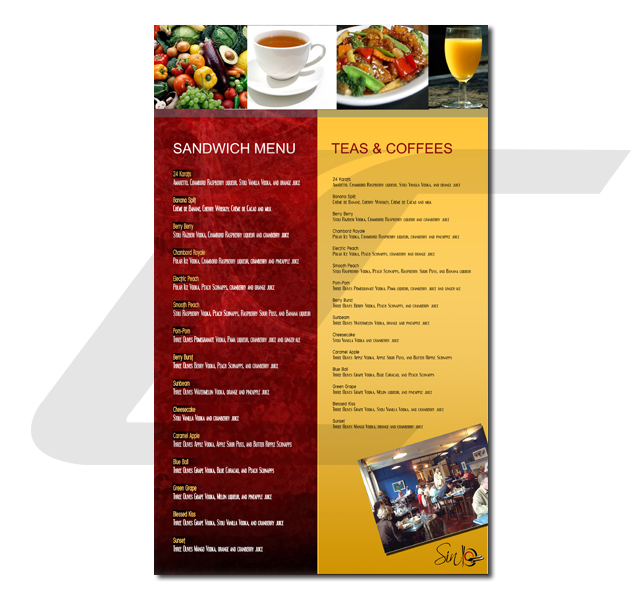 SANDWICH MENU
24 Karats
Amaretto, Chambord Raspberry liqueur, Stoli Vanilla Vodka, and orange juice
Banana Split
Crème de Banane, Cherry Whiskey, Crème de Cacao and milk
Berry Berry
Stoli Razberi Vodka, Chambord Raspberry liqueur and cranberry juice
Chambord Royale
Polar Ice Vodka, Chambord Raspberry liqueur, cranberry and pineapple juice
Electric Peach
Polar Ice Vodka, Peach Schnapps, cranberry and orange juice
Smooth Peach
Stoli Raspberry Vodka, Peach Schnapps, Raspberry Sour Puss, and Banana liqueur
Pom-Pom
Three Olives Pomegranate Vodka, Pama liqueur, cranberry juice and ginger ale
Berry Burst
Three Olives Berry Vodka, Peach Schnapps, and cranberry juice
Sunbeam
Three Olives Watermelon Vodka, orange and pineapple juice
Cheesecake
Stoli Vanilla Vodka and cranberry juice
Caramel Apple
Three Olives Apple Vodka, Apple Sour Puss, and Butter Ripple Schnapps
Blue Ball
Three Olives Grape Vodka, Blue Curacao, and Peach Schnapps
Green Grape
Three Olives Grape Vodka, Melon liqueur, and pineapple juice
Blessed Kiss
Three Olives Grape Vodka, Stoli Vanilla Vodka, and cranberry juice
Sunset
Three Olives Mango Vodka, orange and cranberry juice
TEAS & COFFEES
24 Karats
Amaretto, Chambord Raspberry liqueur, Stoli Vanilla Vodka, and orange juice
Banana Split
Crème de Banane, Cherry Whiskey, Crème de Cacao and milk
Berry Berry
Stoli Razberi Vodka, Chambord Raspberry liqueur and cranberry juice
Chambord Royale
Polar Ice Vodka, Chambord Raspberry liqueur, cranberry and pineapple juice
Electric Peach
Polar Ice Vodka, Peach Schnapps, cranberry and orange juice
Smooth Peach
Stoli Raspberry Vodka, Peach Schnapps, Raspberry Sour Puss, and Banana liqueur
Pom-Pom
Three Olives Pomegranate Vodka, Pama liqueur, cranberry juice and ginger ale
Berry Burst
Three Olives Berry Vodka, Peach Schnapps, and cranberry juice
Sunbeam
Three Olives Watermelon Vodka, orange and pineapple juice
Cheesecake
Stoli Vanilla Vodka and cranberry juice
Caramel Apple
Three Olives Apple Vodka, Apple Sour Puss, and Butter Ripple Schnapps
Blue Ball
Three Olives Grape Vodka, Blue Curacao, and Peach Schnapps
Green Grape
Three Olives Grape Vodka, Melon liqueur, and pineapple juice
Blessed Kiss
Three Olives Grape Vodka, Stoli Vanilla Vodka, and cranberry juice
Sunset
Three Olives Mango Vodka, orange and cranberry juice